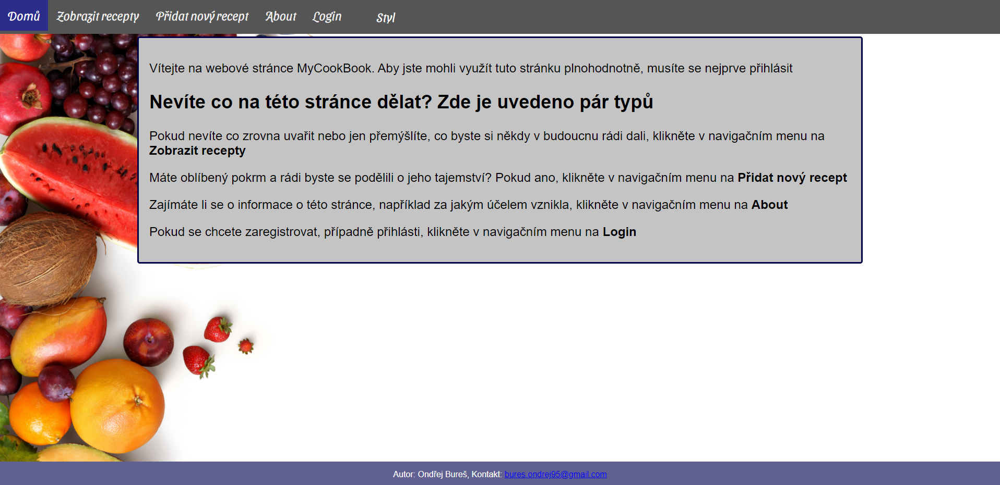 Domů Zobrazit recepty Přidat nový recept About Login Styl
Vítejte na webové stránce MyCookBook. Aby jste mohli využít tuto stránku plnohodnotně, musíte se nejprve přihlásit
Nevíte co na této stránce dělat? Zde je uvedeno pár typů
Pokud nevíte co zrovna uvařit nebo jen přemýšlíte, co byste si někdy v budoucnu rádi dali, klikněte v navigačním menu na
Zobrazit recepty
Máte oblíbený pokrm a rádi byste se podělili o jeho tajemství? Pokud ano, klikněte v navigačním menu na Přidat nový recept
Zajímáte li se o informace o této stránce, například za jakým účelem vznikla, klikněte v navigačním menu na About
Pokud se chcete zaregistrovat, případně přihlásti, klikněte v navigačním menu na Login
Autor: Ondřej Bureš, Kontakt: bures.ondrej95@gmail.com